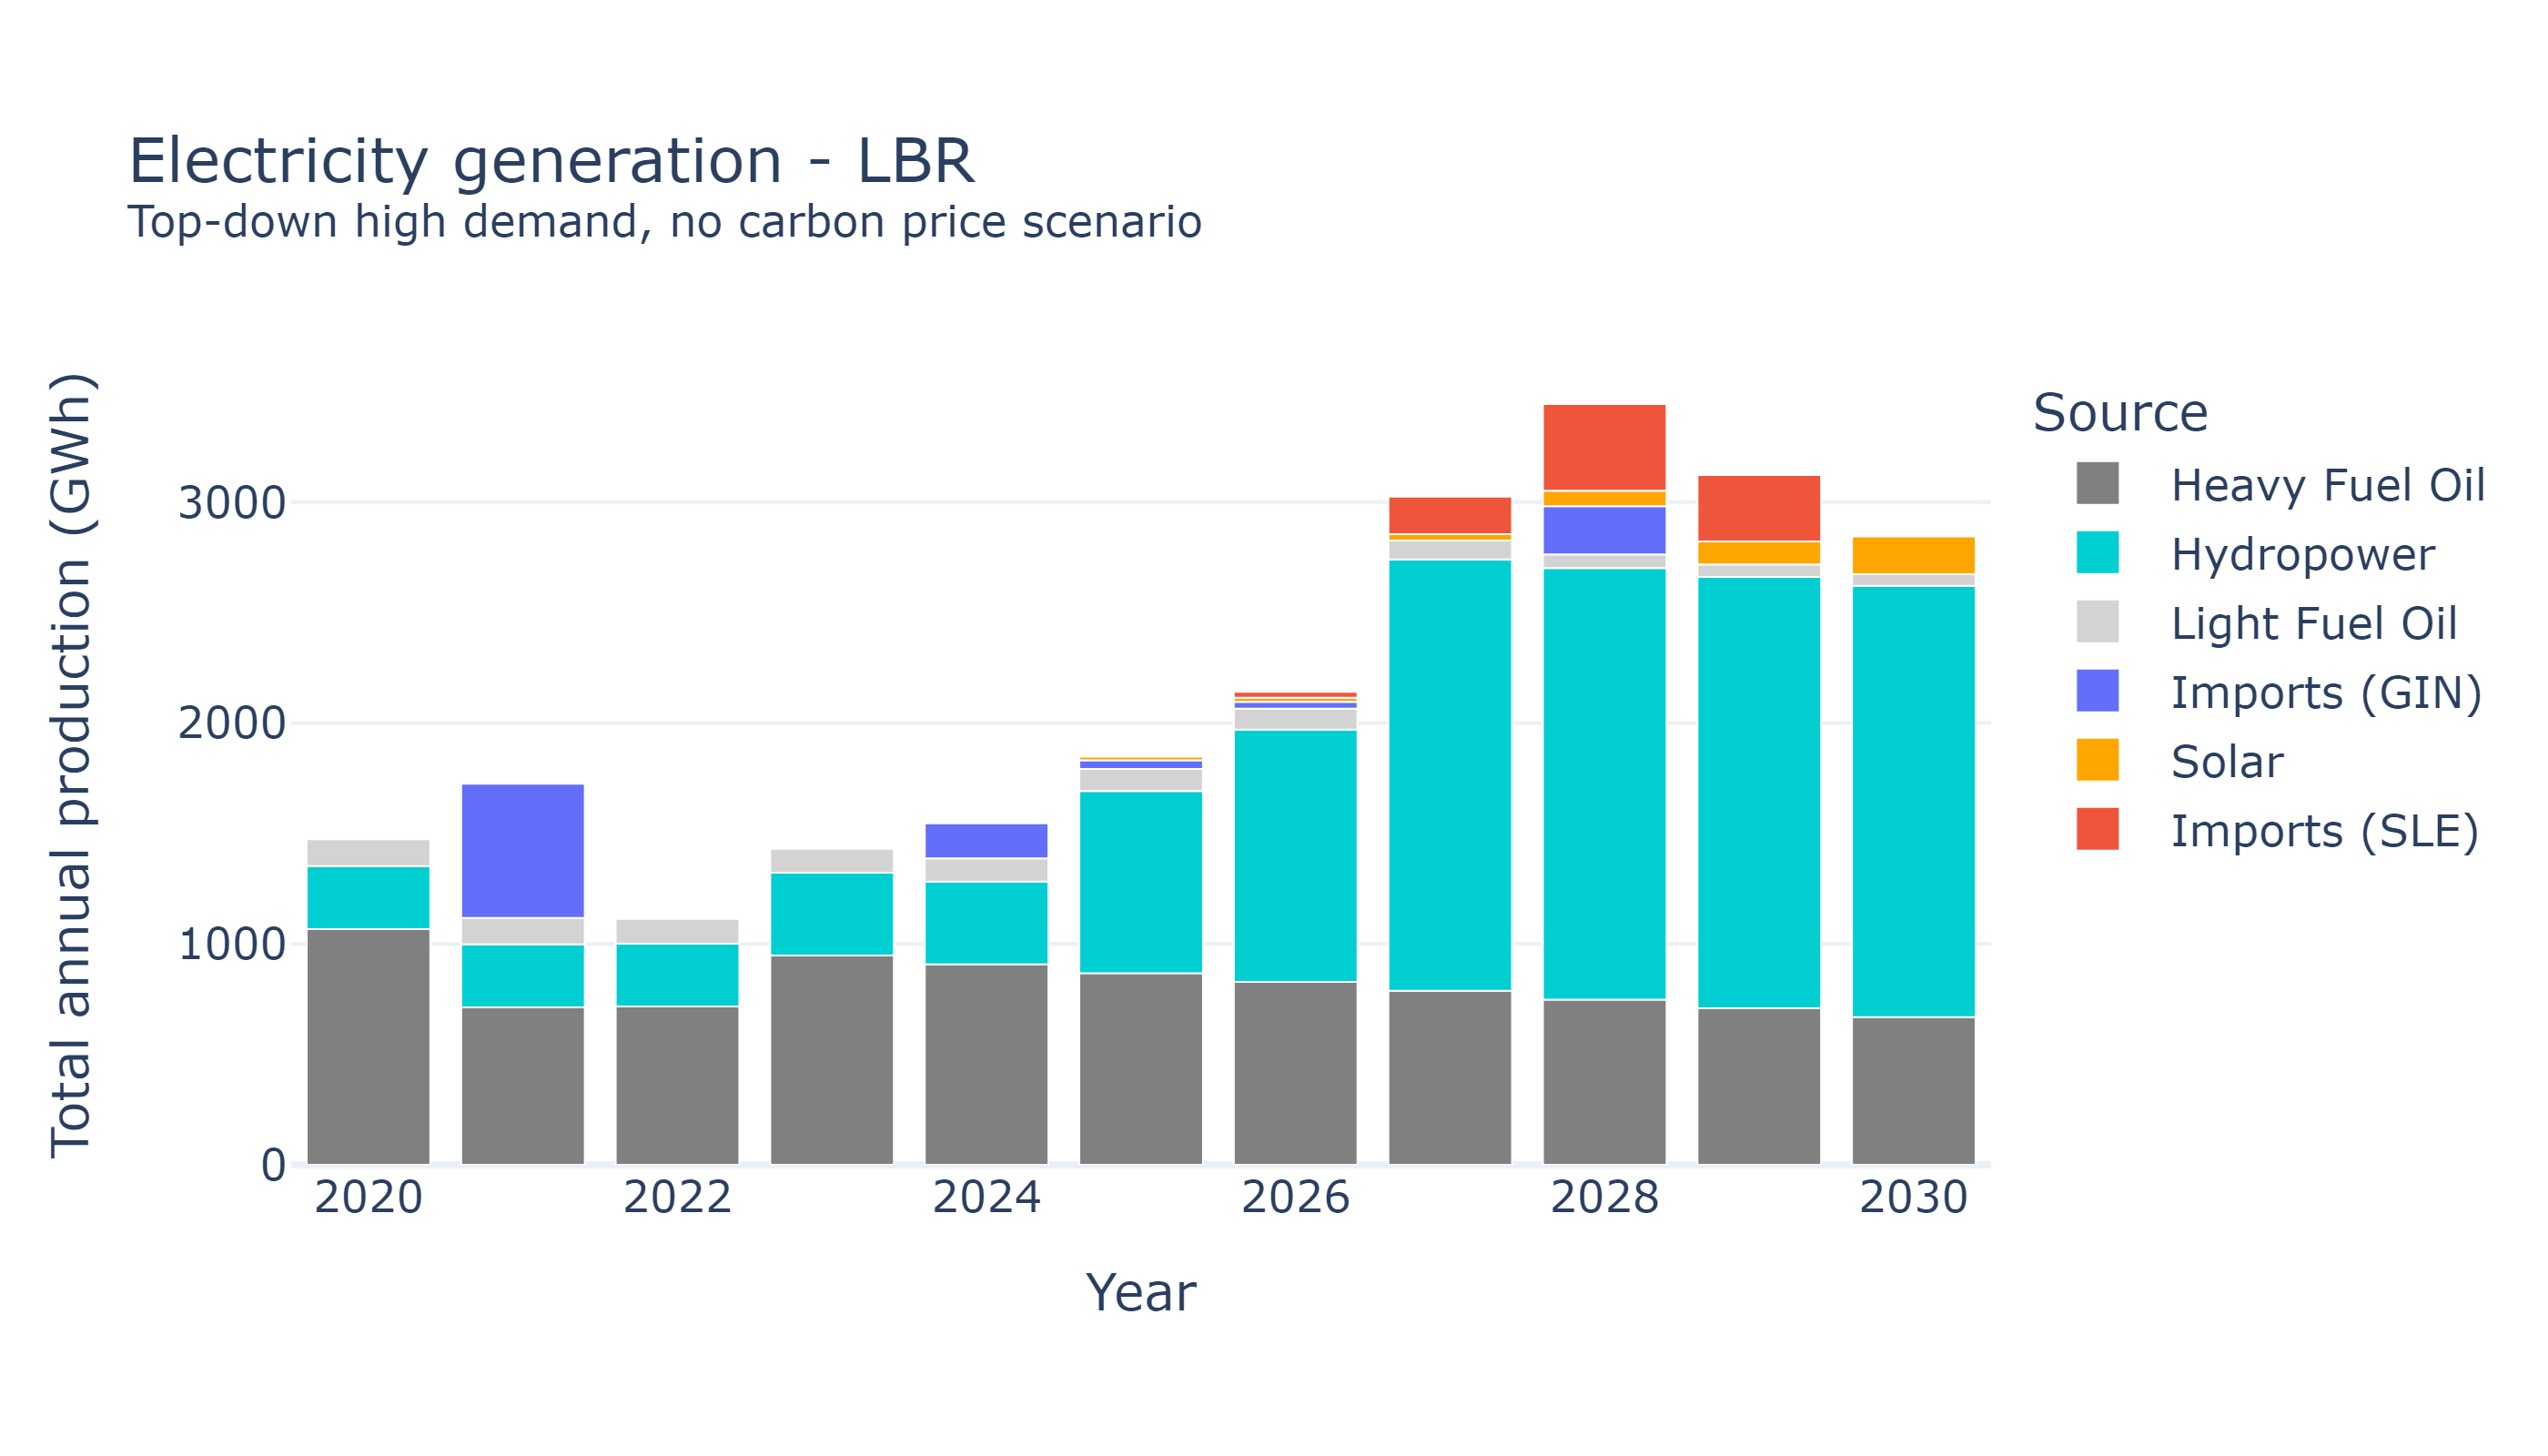 Electricity generation - LBR
Top-down high demand, no carbon price scenario
Total annual production (GWh)
3000
2000
1000
0
2020
2022
2024
2026
2028
2030
Year
Source
Heavy Fuel Oil
Hydropower
Light Fuel Oil
Imports (GIN)
Solar
Imports (SLE)